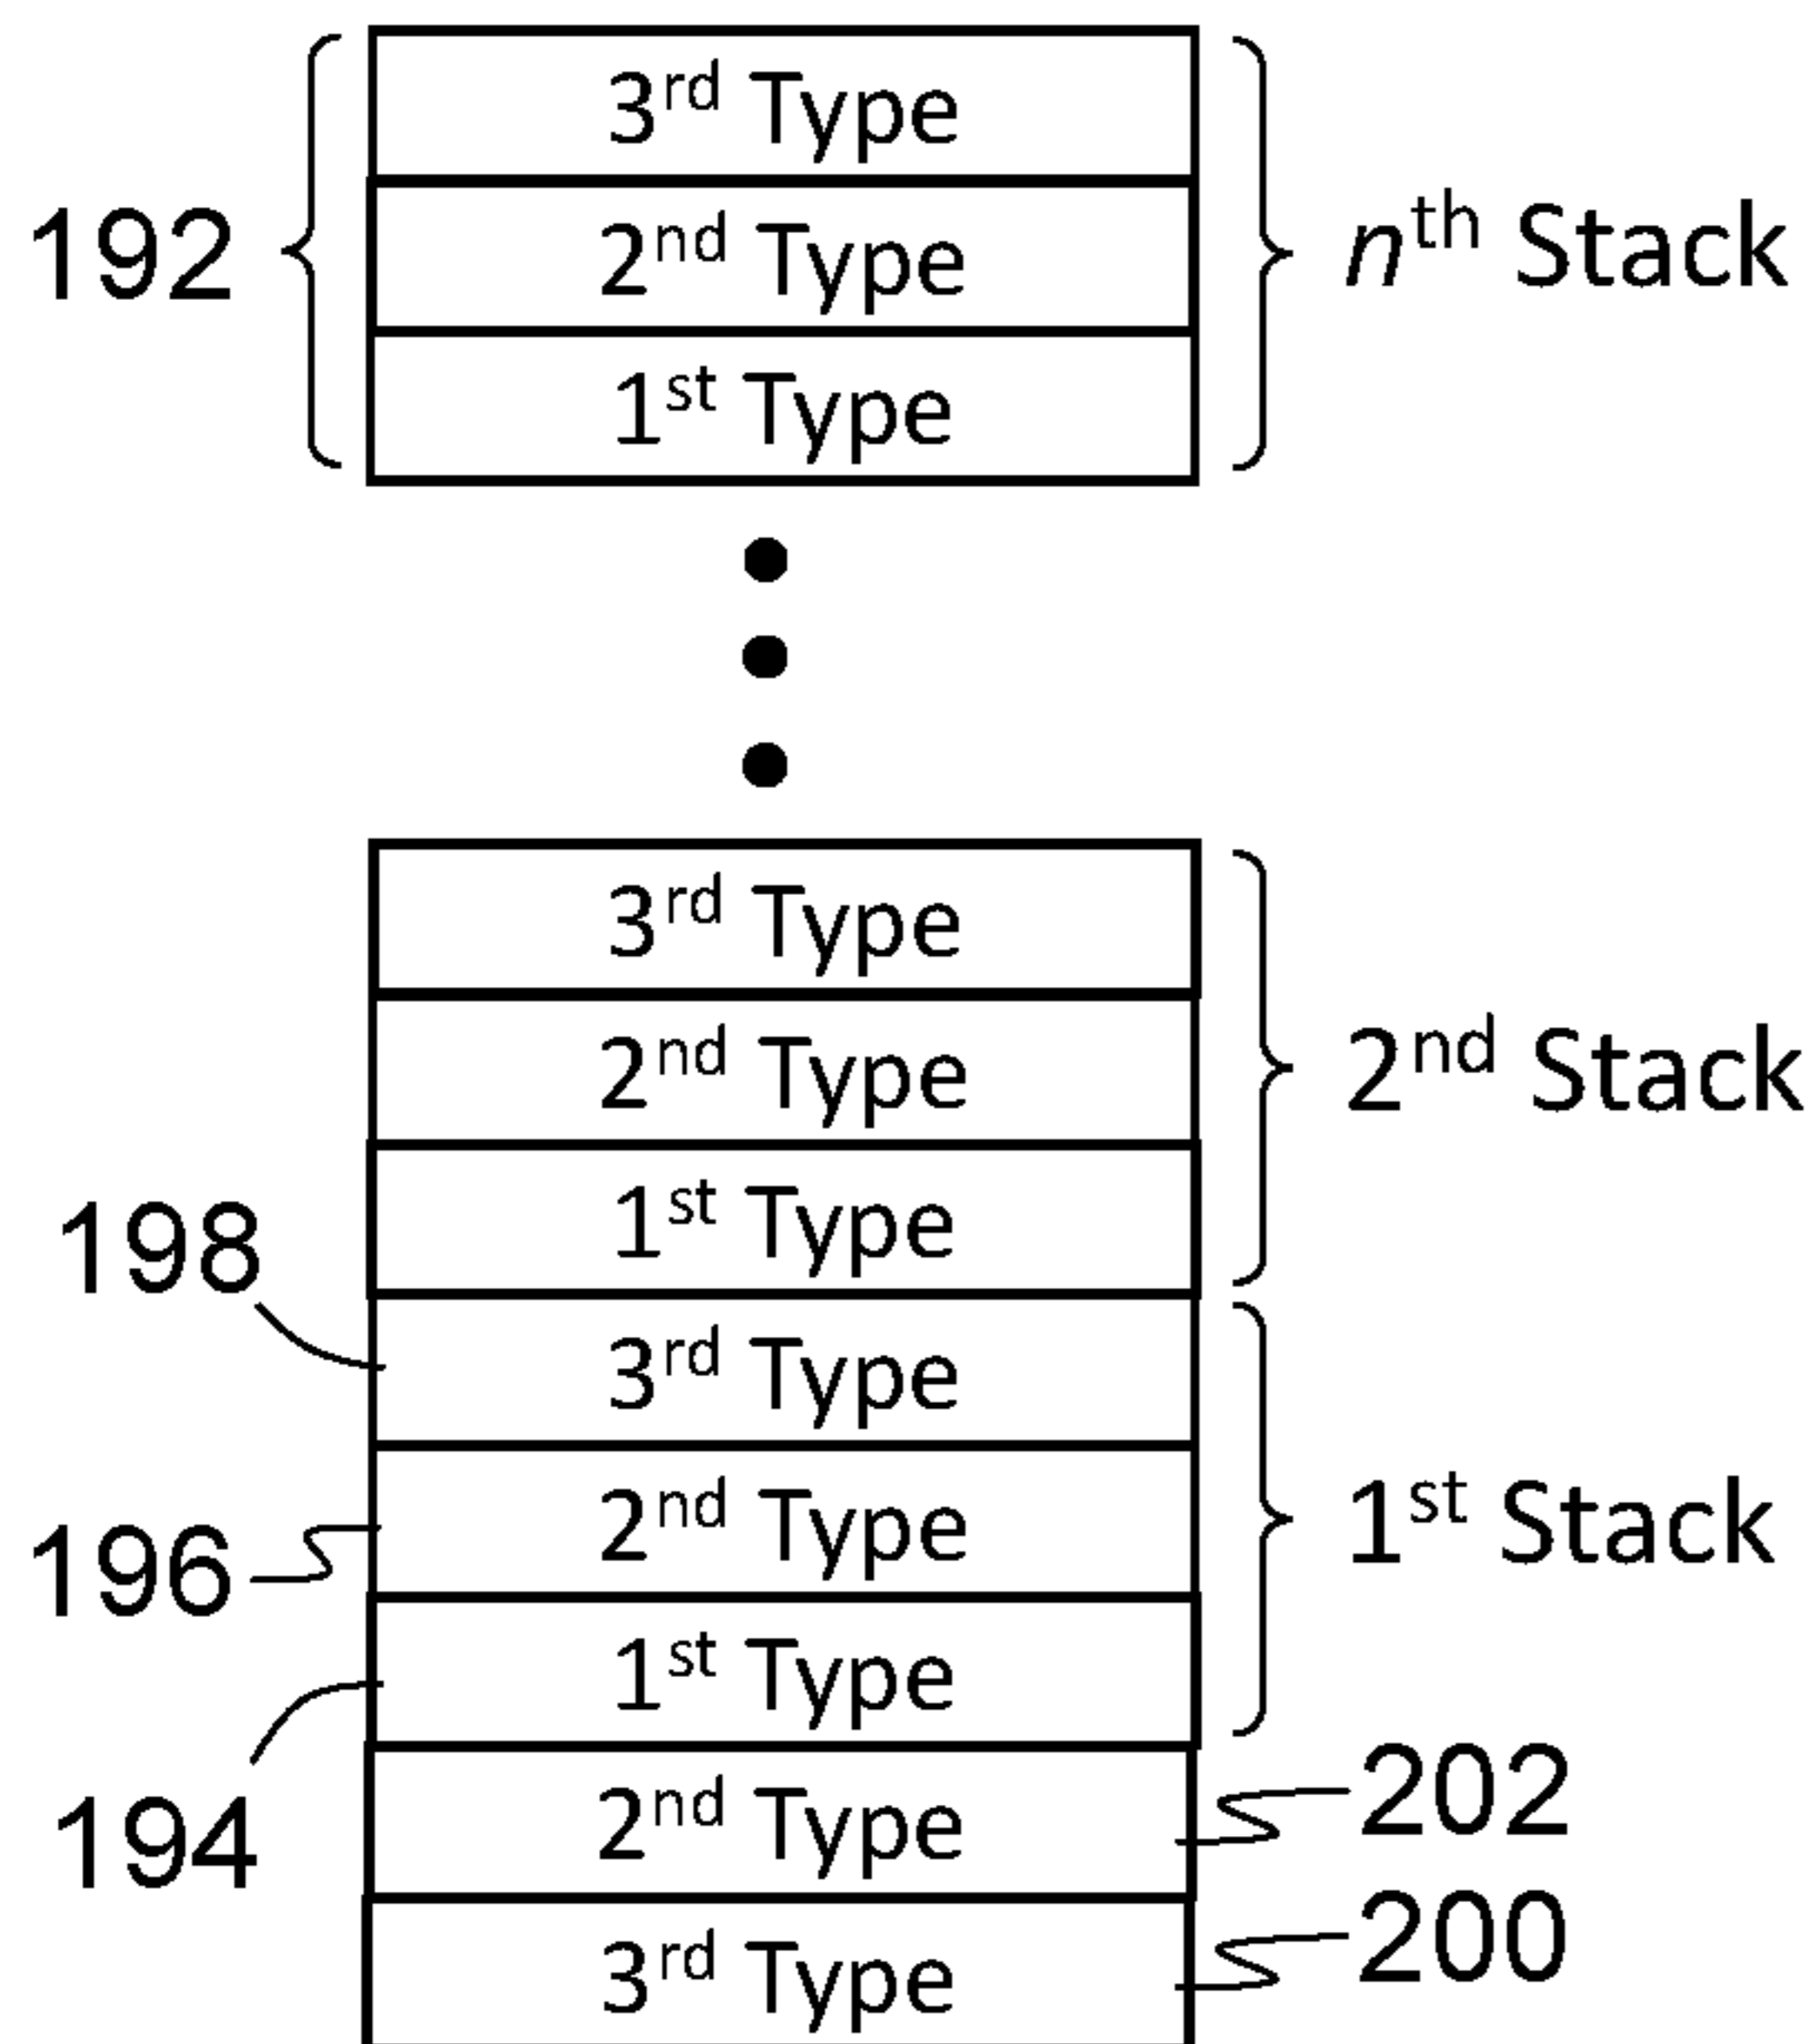 3rd Type
192 2nd Type nth Stack
1st Type
3rd Type
2nd Type 2nd Stack
1st Type
198
3rd Type
196 2nd Type 1st Stack
1st Type
194 2nd Type 202
3rd Type 200